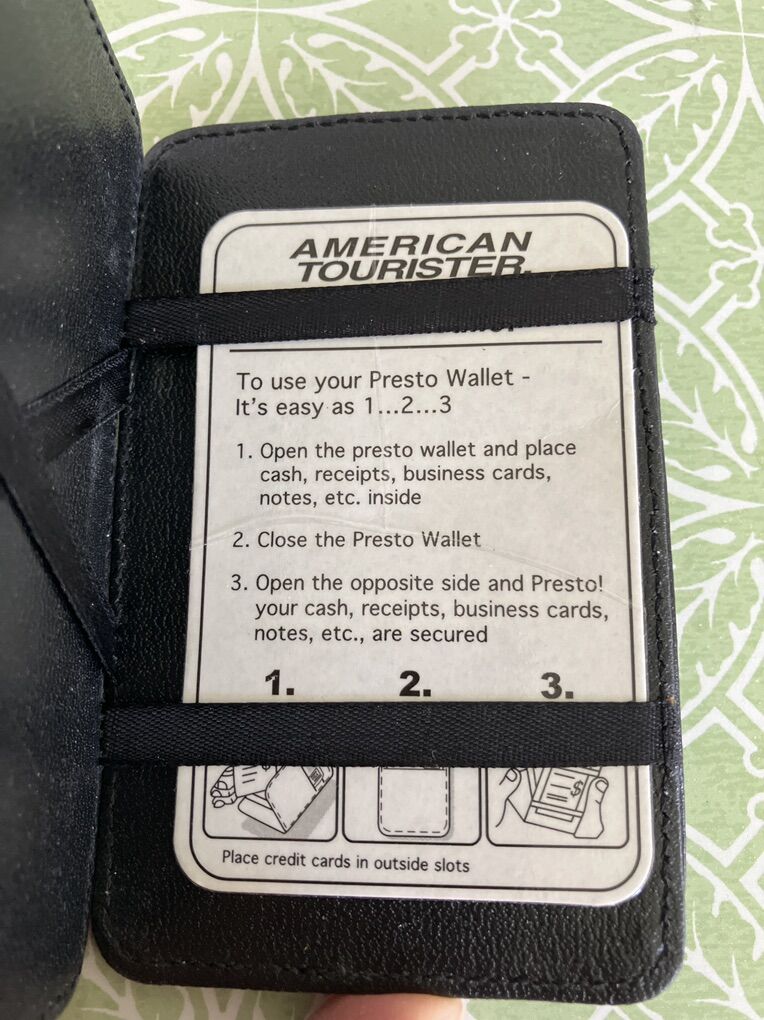 AMERICAN
TOURISTER.
To use your Presto Wallet -
It's easy as 1...2...3
1. Open the presto wallet and place
cash, receipts, business cards,
notes, etc. inside
2. Close the Presto Wallet
3. Open the opposite side and Presto!
your cash, receipts, business cards,
notes, etc., are secured
1. 2. 3.
$ $
Place credit cards in outside slots